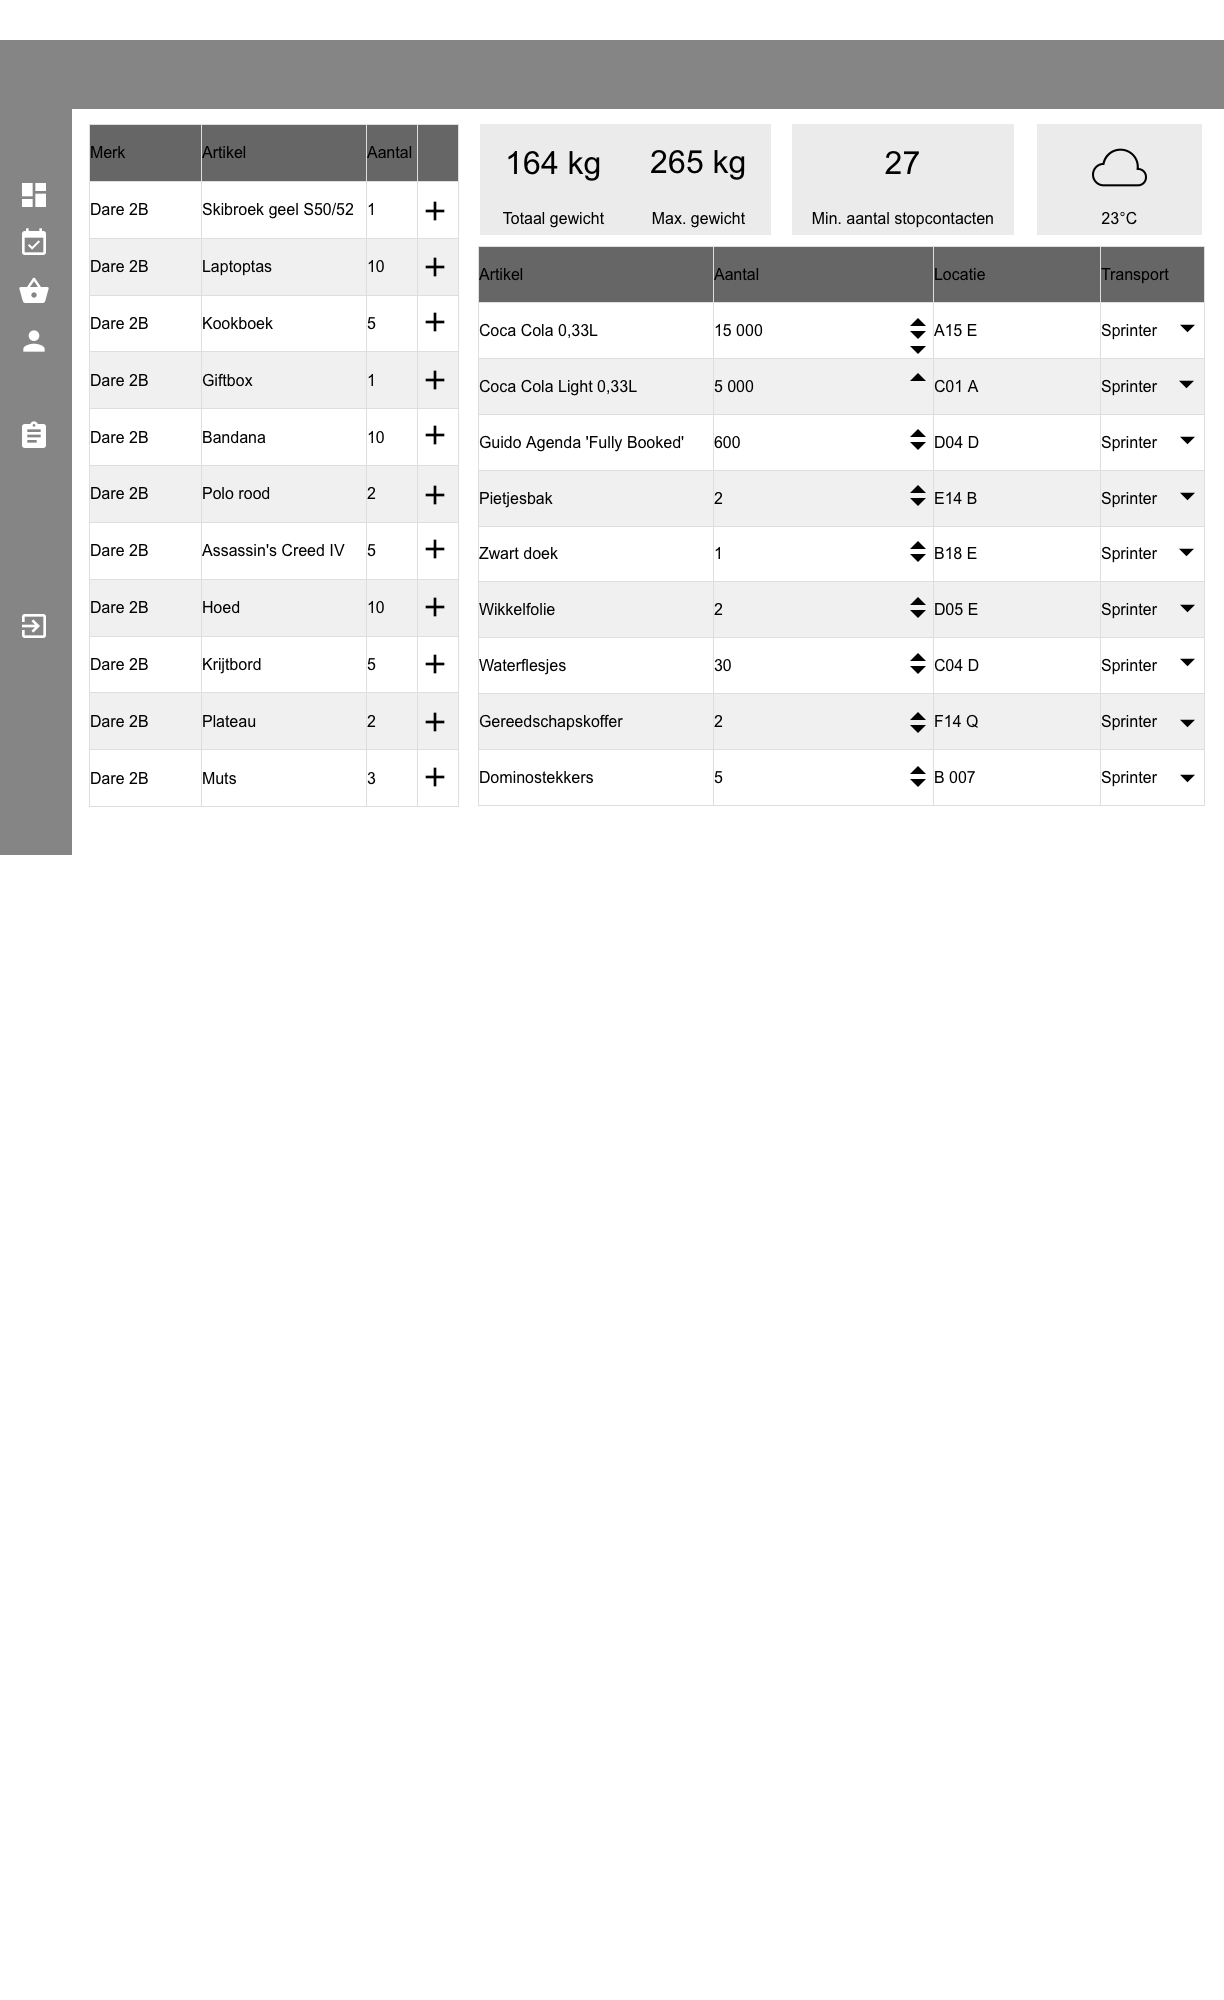 Merk Artikel Aantal
Dare 2B Skibroek geel S50/52 1
Dare 2B Laptoptas 10
Dare 2B Kookboek 5
Dare 2B Giftbox 1
Dare 2B Bandana 10
Dare 2B Polo rood 2
Dare 2B Assassin's Creed IV 5
Dare 2B Hoed 10
Dare 2B Krijtbord 5
Dare 2B Plateau 2
Dare 2B Muts 3
164 kg 265 kg
Totaal gewicht Max. gewicht
27
Min. aantal stopcontacten
23°C
Artikel Aantal Locatie Transport
Coca Cola 0,33L 15 000 A15 E Sprinter
Coca Cola Light 0,33L 5 000 C01 A Sprinter
Guido Agenda 'Fully Booked' 600 D04 D Sprinter
Pietjesbak 2 E14 B Sprinter
Zwart doek 1 B18 E Sprinter
Wikkelfolie 2 D05 E Sprinter
Waterflesjes 30 C04 D Sprinter
Gereedschapskoffer 2 F14 Q Sprinter
Dominostekkers 5 B 007 Sprinter